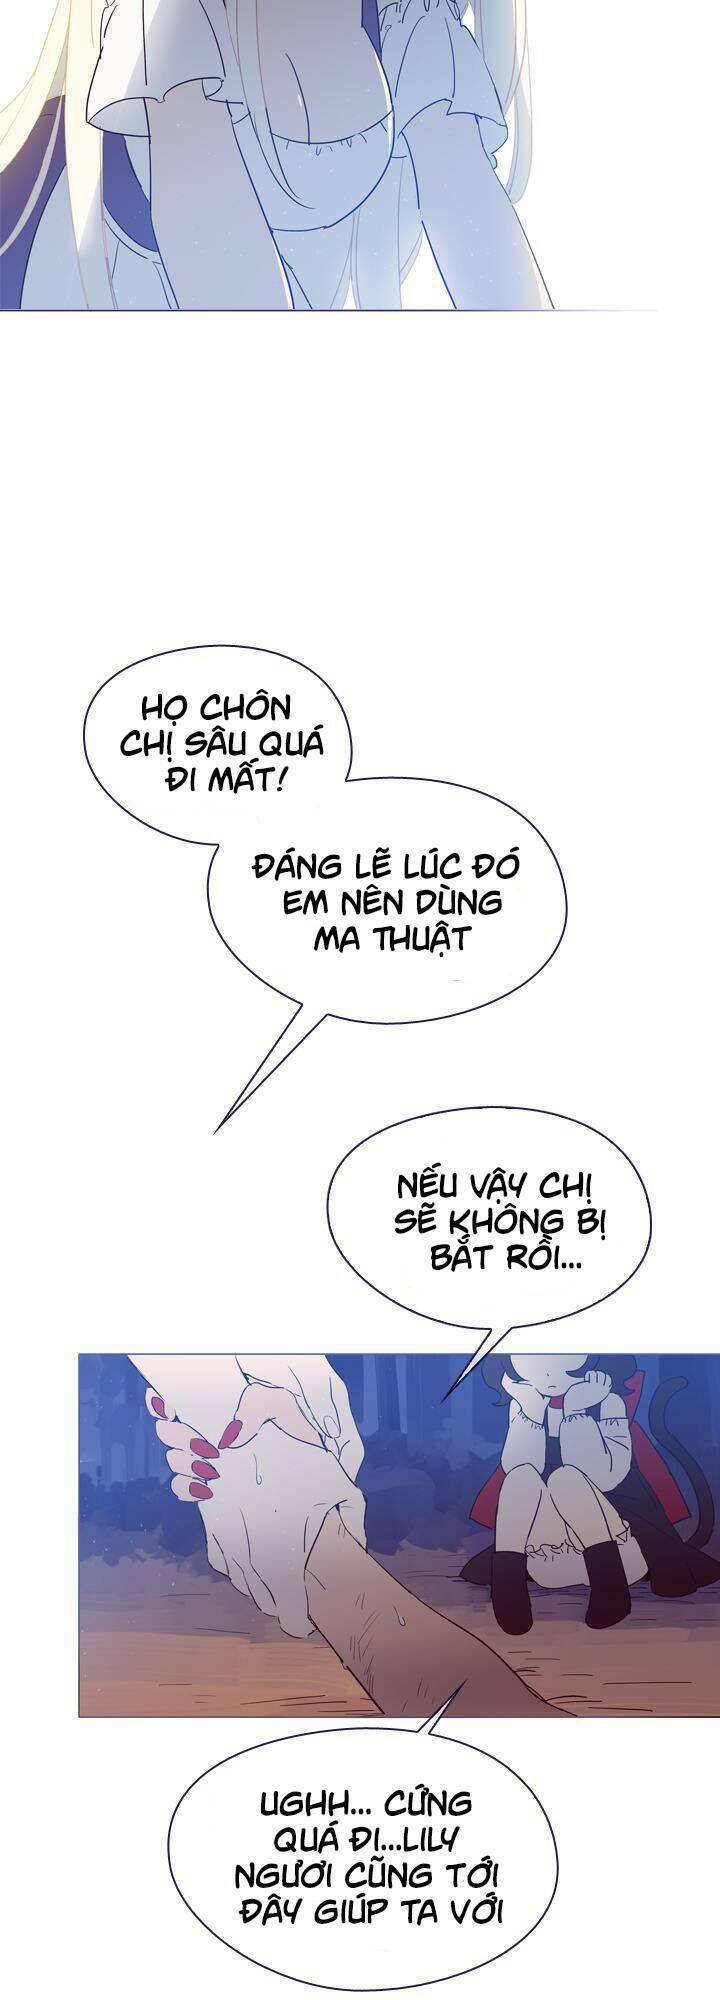 HỌ CHÔN
CHỊ SÂU QUÁ
ĐI MẤT!
ĐÁNG LẼ LÚC ĐÓ
EM NÊN DÙNG
MA THUẬT
NẾU VẬY CHỊ
SẼ KHÔNG BỊ
BẮT RỒI...
UGHH... CỨNG
QUÁ ĐI...LILY
NGƯƠI CŨNG TỚI
ĐÂY GIÚP TA VỚI